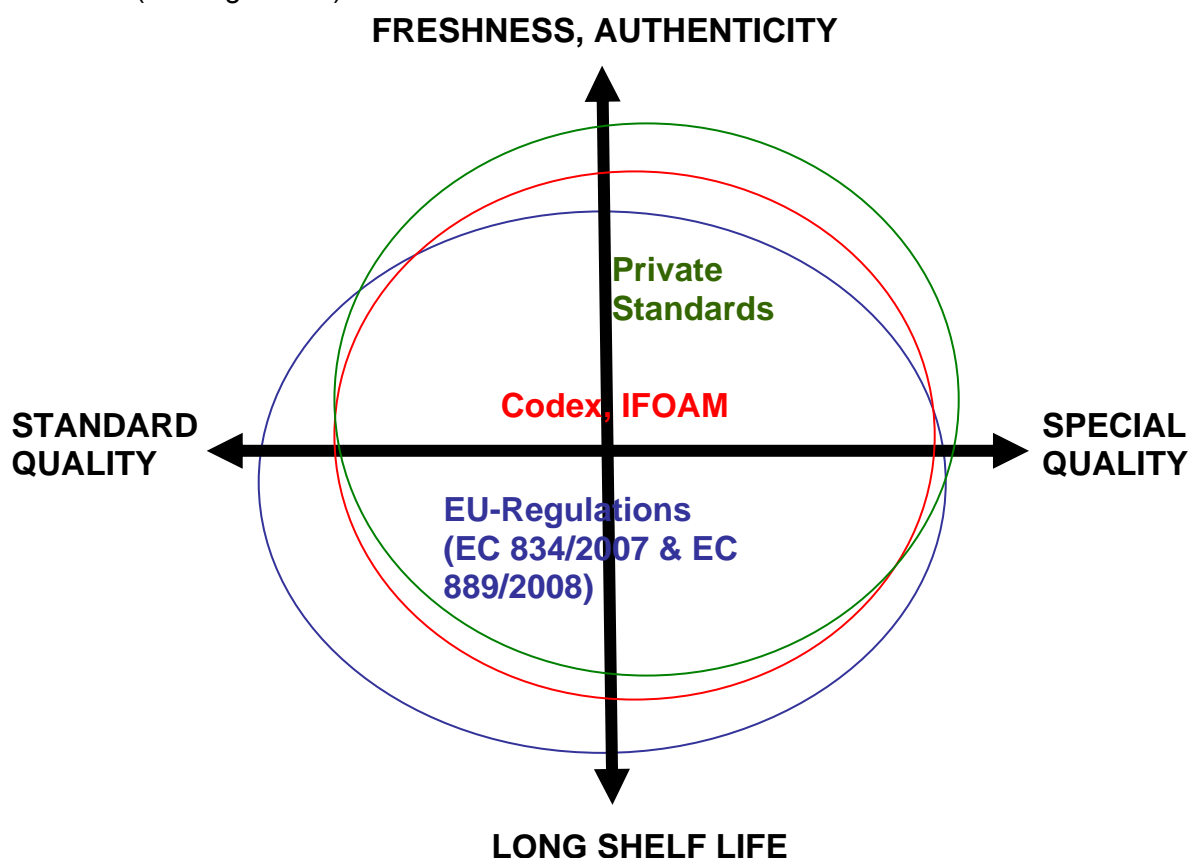 FRESHNESS, AUTHENTICITY
Private
Standards
Codex, IFOAM
STANDARD
QUALITY
SPECIAL
QUALITY
EU-Regulations
(EC 834/2007 & EC
889/2008)
LONG SHELF LIFE